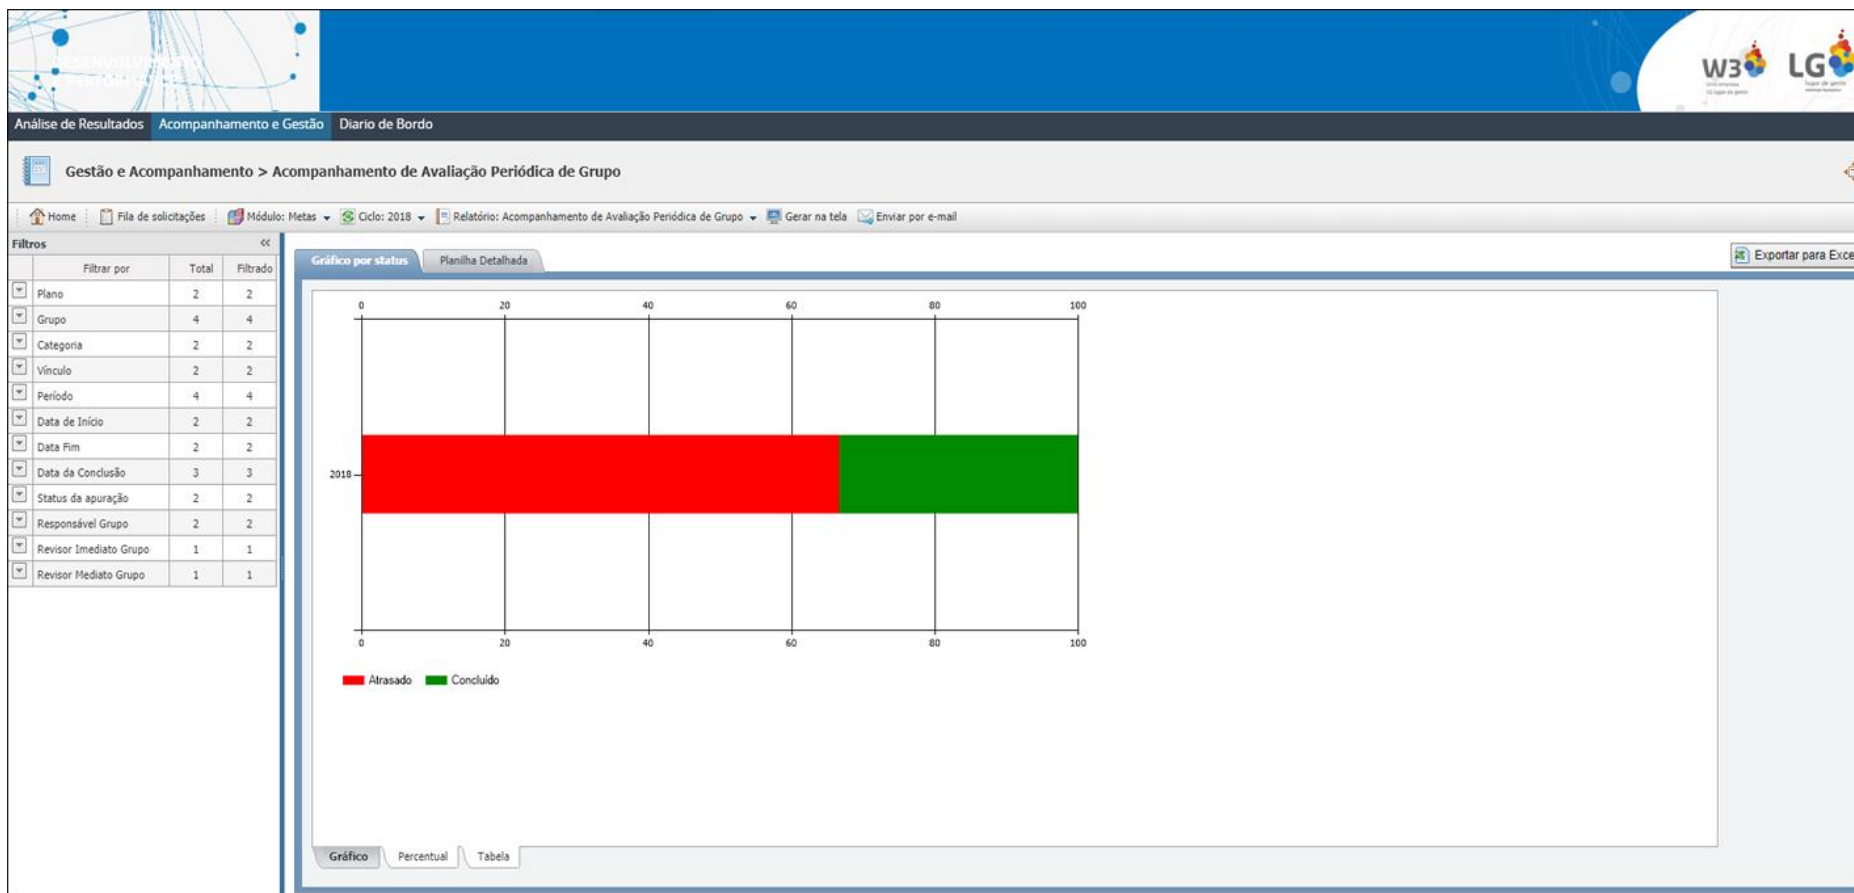 DESENVOLVIMENTO
W3
LG
lugar de gente
Análise de Resultados Acompanhamento e Gestão Diario de Bordo
Gestão e Acompanhamento > Acompanhamento de Avaliação Periódica de Grupo
Home Fila de solicitações Módulo: Metas Ciclo: 2018 Relatório: Acompanhamento de Avaliação Periódica de Grupo Gerar na tela Enviar por e-mail
Filtros «
Filtrar por Total Filtrado
Plano 2 2
Grupo 4 4
Categoria 2 2
Vínculo 2 2
Período 4 4
Data de Início 2 2
Data Fim 2 2
Data da Conclusão 3 3
Status da apuração 2 2
Responsável Grupo 2 2
Revisor Imediato Grupo 1 1
Revisor Mediato Grupo 1 1
Gráfico por status Planilha Detalhada
Exportar para Exce
0 20 40 60 80 100
2018
0 20 40 60 80 100
Atrasado Concluído
Gráfico Percentual Tabela